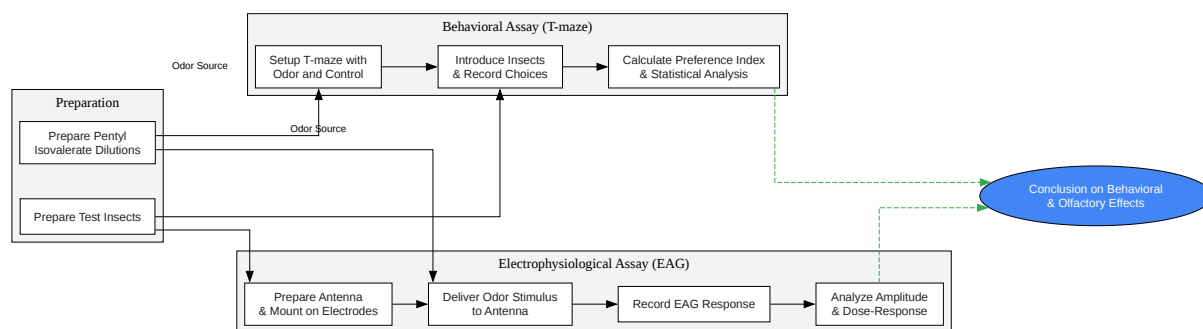 Behavioral Assay (T-maze)
Setup T-maze with
Odor and Control
Introduce Insects
& Record Choices
Calculate Preference Index
& Statistical Analysis
Odor Source
Preparation
Prepare Pentyl
Isovalerate Dilutions
Odor Source
Prepare Test Insects
Conclusion on Behavioral
& Olfactory Effects
Electrophysiological Assay (EAG)
Prepare Antenna
& Mount on Electrodes
Deliver Odor Stimulus
to Antenna
Record EAG Response
Analyze Amplitude
& Dose-Response